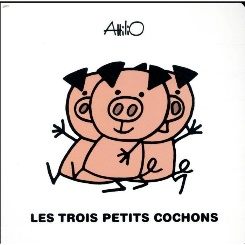 AttiliO
LES TROIS PETITS COCHONS